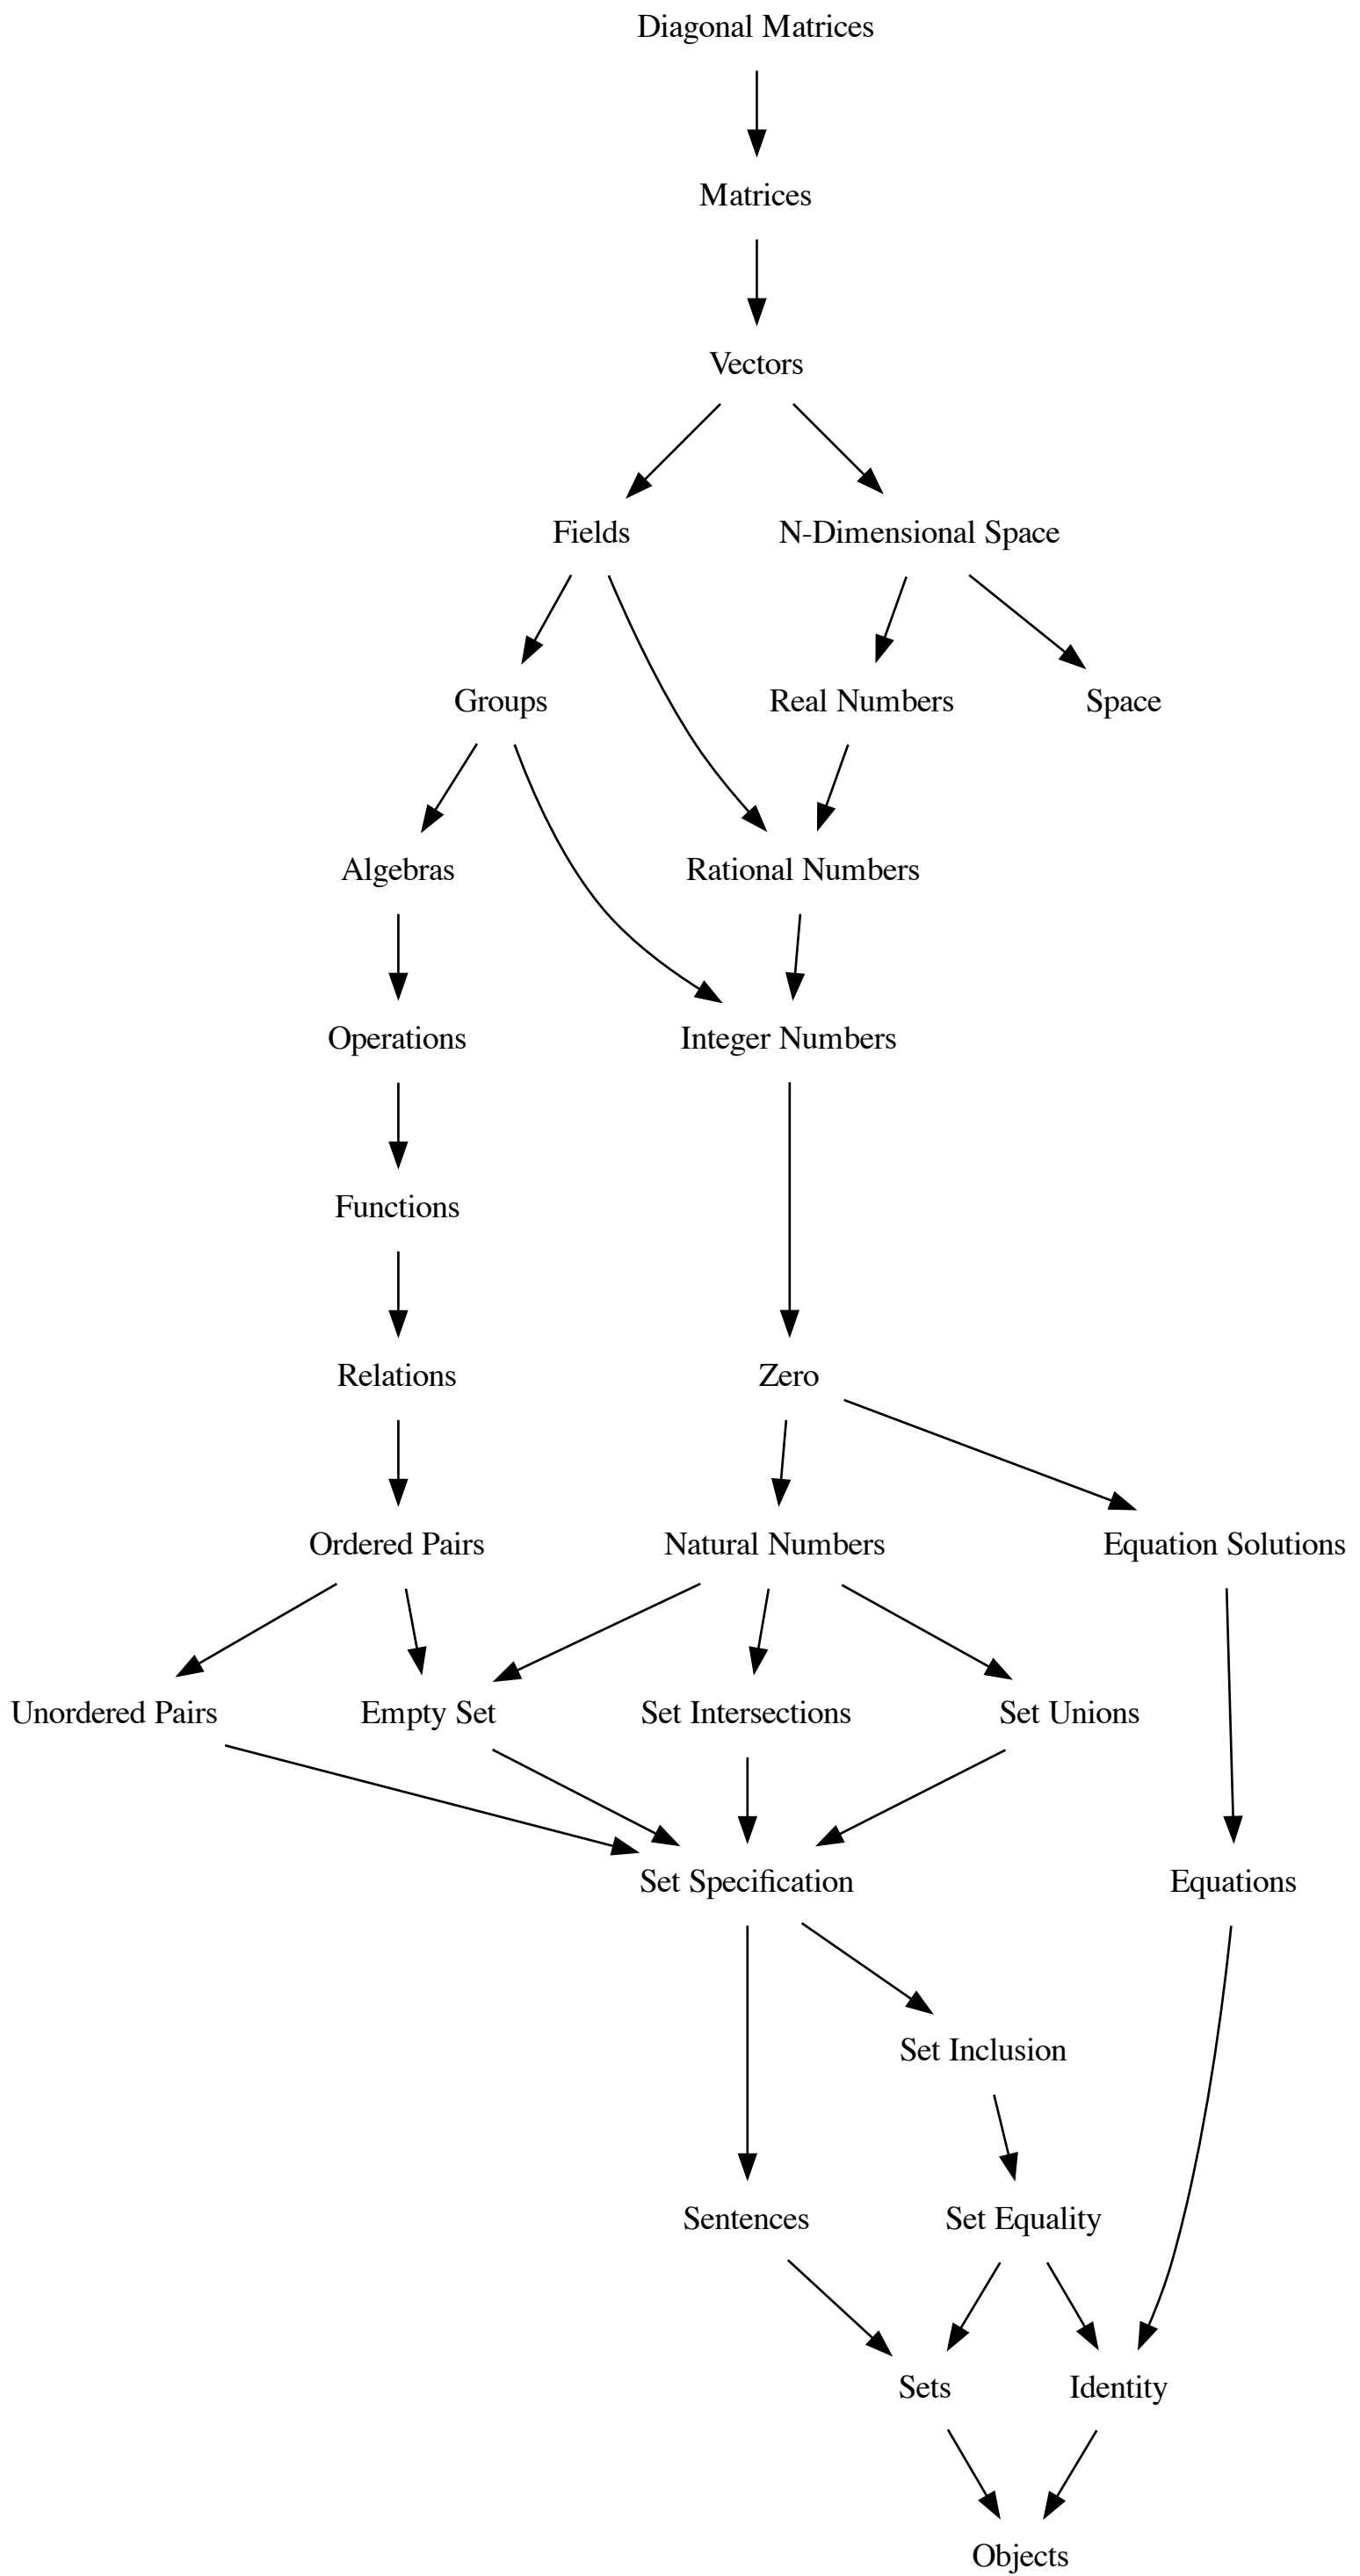 Diagonal Matrices
Matrices
Vectors
Fields
N-Dimensional Space
Groups
Real Numbers
Space
Algebras
Rational Numbers
Operations
Integer Numbers
Functions
Relations
Zero
Ordered Pairs
Natural Numbers
Equation Solutions
Unordered Pairs
Empty Set
Set Intersections
Set Unions
Set Specification
Equations
Set Inclusion
Sentences
Set Equality
Sets
Identity
Objects